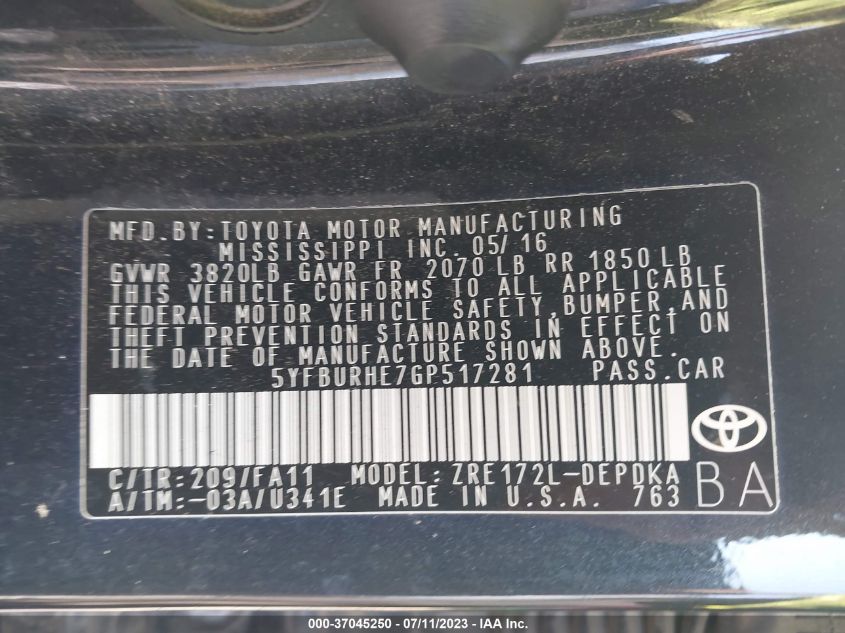 MFD. BY: TOYOTA MOTOR MANUFACTURING
MISSISSIPPI INC. 05/16
GVWR 3820LB GAWR FR 2070 LB RR 1850 LB
THIS VEHICLE CONFORMS TO ALL APPLICABLE
FEDERAL MOTOR VEHICLE SAFETY, BUMPER, AND
THEFT PREVENTION STANDARDS IN EFFECT ON
THE DATE OF MANUFACTURE SHOWN ABOVE.
5YFBURHE7GP517281 PASS. CAR
C/TR: 209/FA11 MODEL: ZRE172L-DEPDKA
A/TM: -03A/U341E MADE IN U.S.A. 763
BA
000-37045250 - 07/11/2023 - IAA Inc.